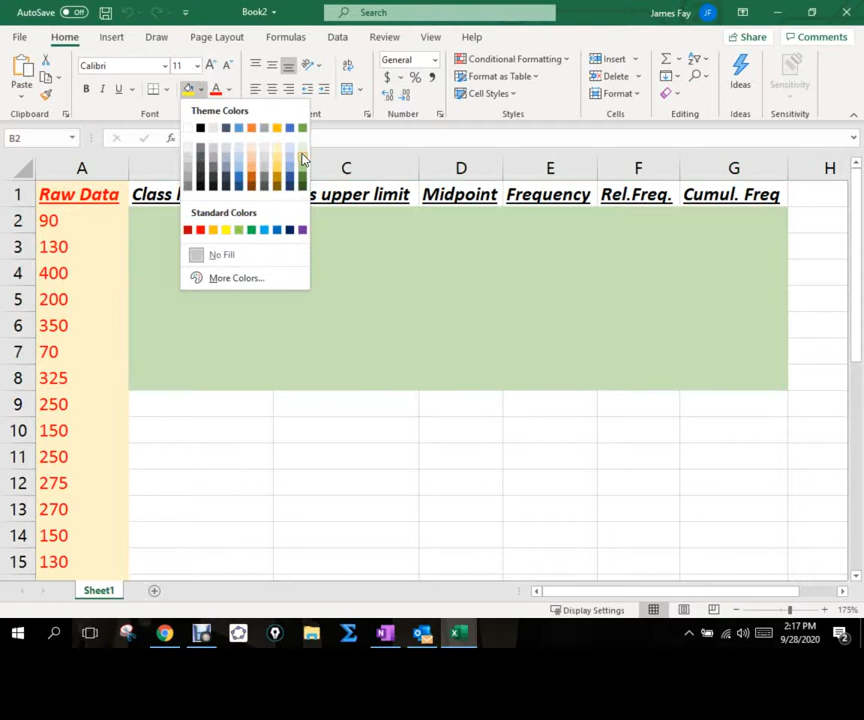 AutoSave Off Book2 Search James Fay JF
File Home Insert Draw Page Layout Formulas Data Review View Help Share Comments
Paste Calibri 11 A A General Conditional Formatting Insert Ideas Sensitivity
B I U A $ % 9 Format as Table Delete
Cell Styles Format
Clipboard Font Number Styles Cells Editing Ideas Sensitivity
B2 fx
Theme Colors
Standard Colors
No Fill
More Colors...
A C D E F G H
1 Raw Data Class upper limit Midpoint Frequency Rel.Freq. Cumul. Freq
2 90
3 130
4 400
5 200
6 350
7 70
8 325
9 250
10 150
11 250
12 275
13 270
14 150
15 130
Sheet1
Display Settings 175%
2:17 PM
9/28/2020
2